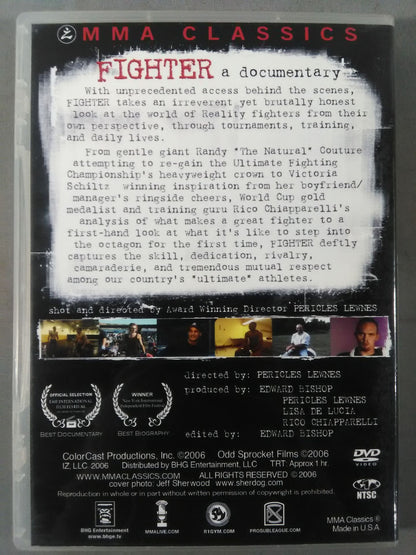 MMA CLASSICS
FIGHTER a documentary
With unprecedented access behind the scenes,
FIGHTER takes an irreverent yet brutally honest
look at the world of Reality fighters from their
own perspective, through tournaments, training,
and daily lives.
From gentle giant Randy "The Natural" Couture
attempting to re-gain the Ultimate Fighting
Championship's heavyweight crown to Victoria
Schiltz winning inspiration from her boyfriend/
manager's ringside cheers, World Cup gold
medalist and training guru Rico Chiapparelli's
analysis of what makes a great fighter to a
first-hand look at what it's like to step into
the octagon for the first time, FIGHTER deftly
captures the skill, dedication, rivalry,
camaraderie, and tremendous mutual respect
among our country's "ultimate" athletes.
shot and directed by Award Winning Director PERICLES LEWNES
directed by: PERICLES LEWNES
produced by: EDWARD BISHOP
PERICLES LEWNES
LISA DE LUCIA
RICO CHIAPPARELLI
edited by: EDWARD BISHOP
OFFICIAL SELECTION
WINNER
New York International
Independent Film Festival
BEST DOCUMENTARY
BEST BIOGRAPHY
ColorCast Productions, Inc. ©2006 Odd Sprocket Films ©2006
IZ, LLC 2006 Distributed by BHG Entertainment, LLC TRT Approx 1 hr.
WWW.MMACLASSICS.COM ALL RIGHTS RESERVED © 2006
cover photo: Jeff Sherwood www.sherdog.com
Reproduction in whole or in part without written permission of copyright is prohibited.
DVD
VIDEO
NTSC
BHG Entertainment
www.bhge.tv
MMALIVE.COM
R1GYM.COM
PROSUBLEAGUE.COM
MMA Classics ®
Made in U.S.A